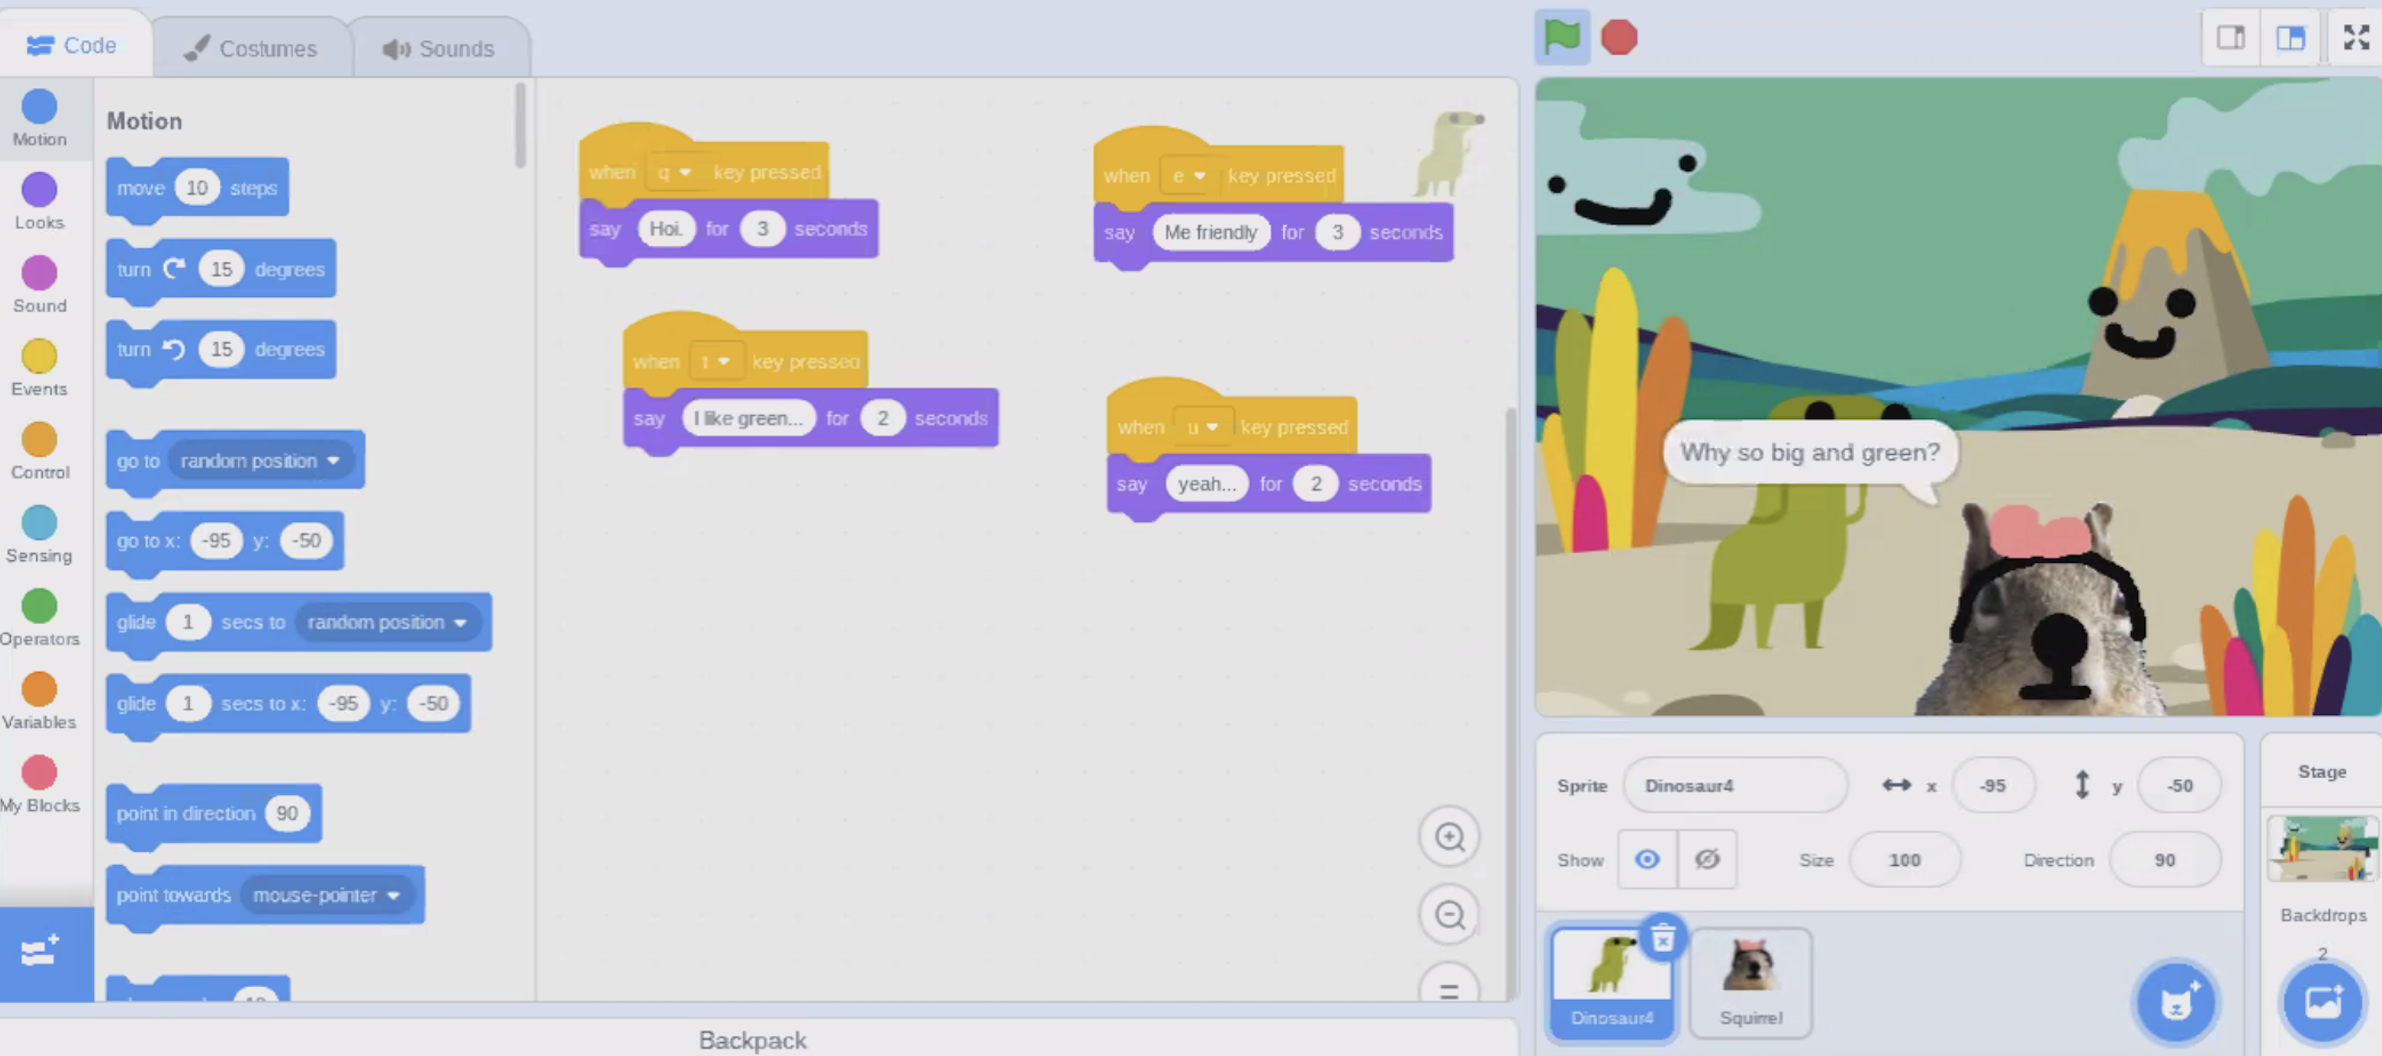 Code
Costumes
Sounds
Motion
Looks
Sound
Events
Control
Sensing
Operators
Variables
My Blocks
Motion
move 10 steps
turn 15 degrees
turn 15 degrees
go to random position
go to x: -95 y: -50
glide 1 secs to random position
glide 1 secs to x: -95 y: -50
point in direction 90
point towards mouse-pointer
when q key pressed
say Hoi. for 3 seconds
when e key pressed
say Me friendly for 3 seconds
when t key pressed
say I like green... for 2 seconds
when u key pressed
say yeah... for 2 seconds
Backpack
Why so big and green?
Sprite Dinosaur4 x -95 y -50
Show Size 100 Direction 90
Dinosaur4
Squirrel
Stage
Backdrops
2